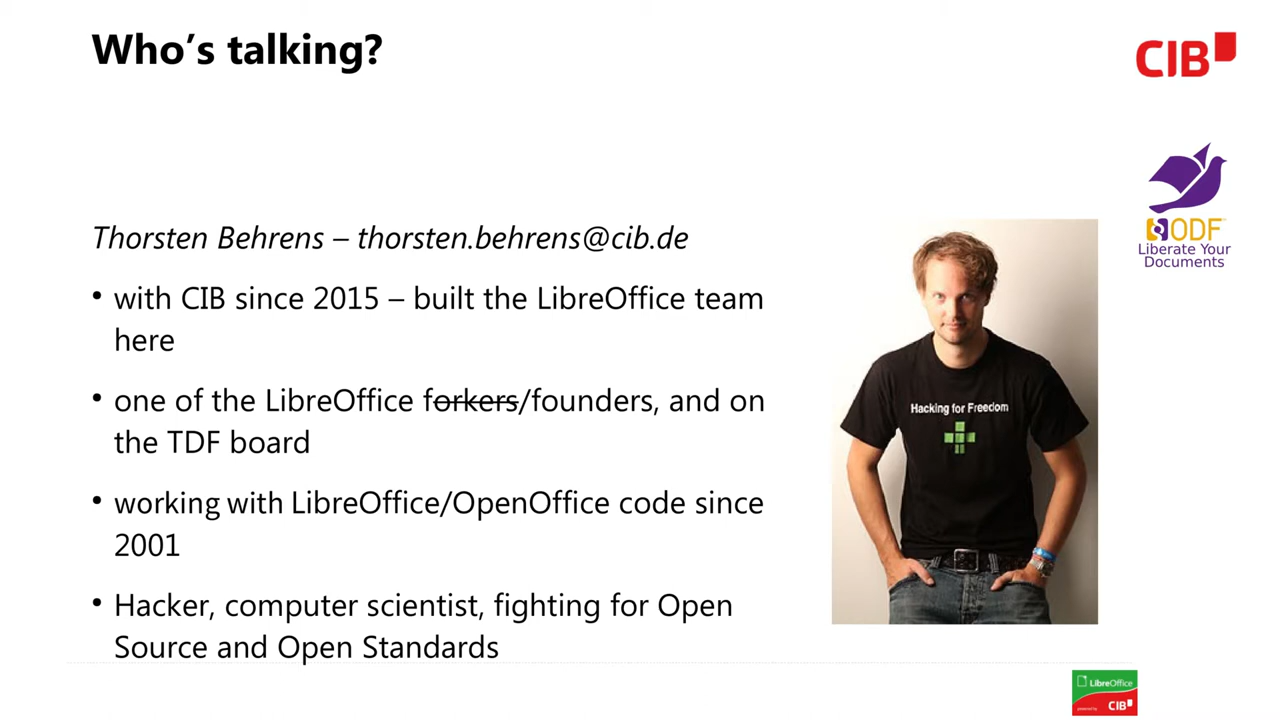 Who’s talking?
CIB
Thorsten Behrens – thorsten.behrens@cib.de
ODF
Liberate Your
Documents
• with CIB since 2015 – built the LibreOffice team
here
• one of the LibreOffice forkers/founders, and on
the TDF board
• working with LibreOffice/OpenOffice code since
2001
• Hacker, computer scientist, fighting for Open
Source and Open Standards
Hacking for Freedom
LibreOffice
powered by CIB